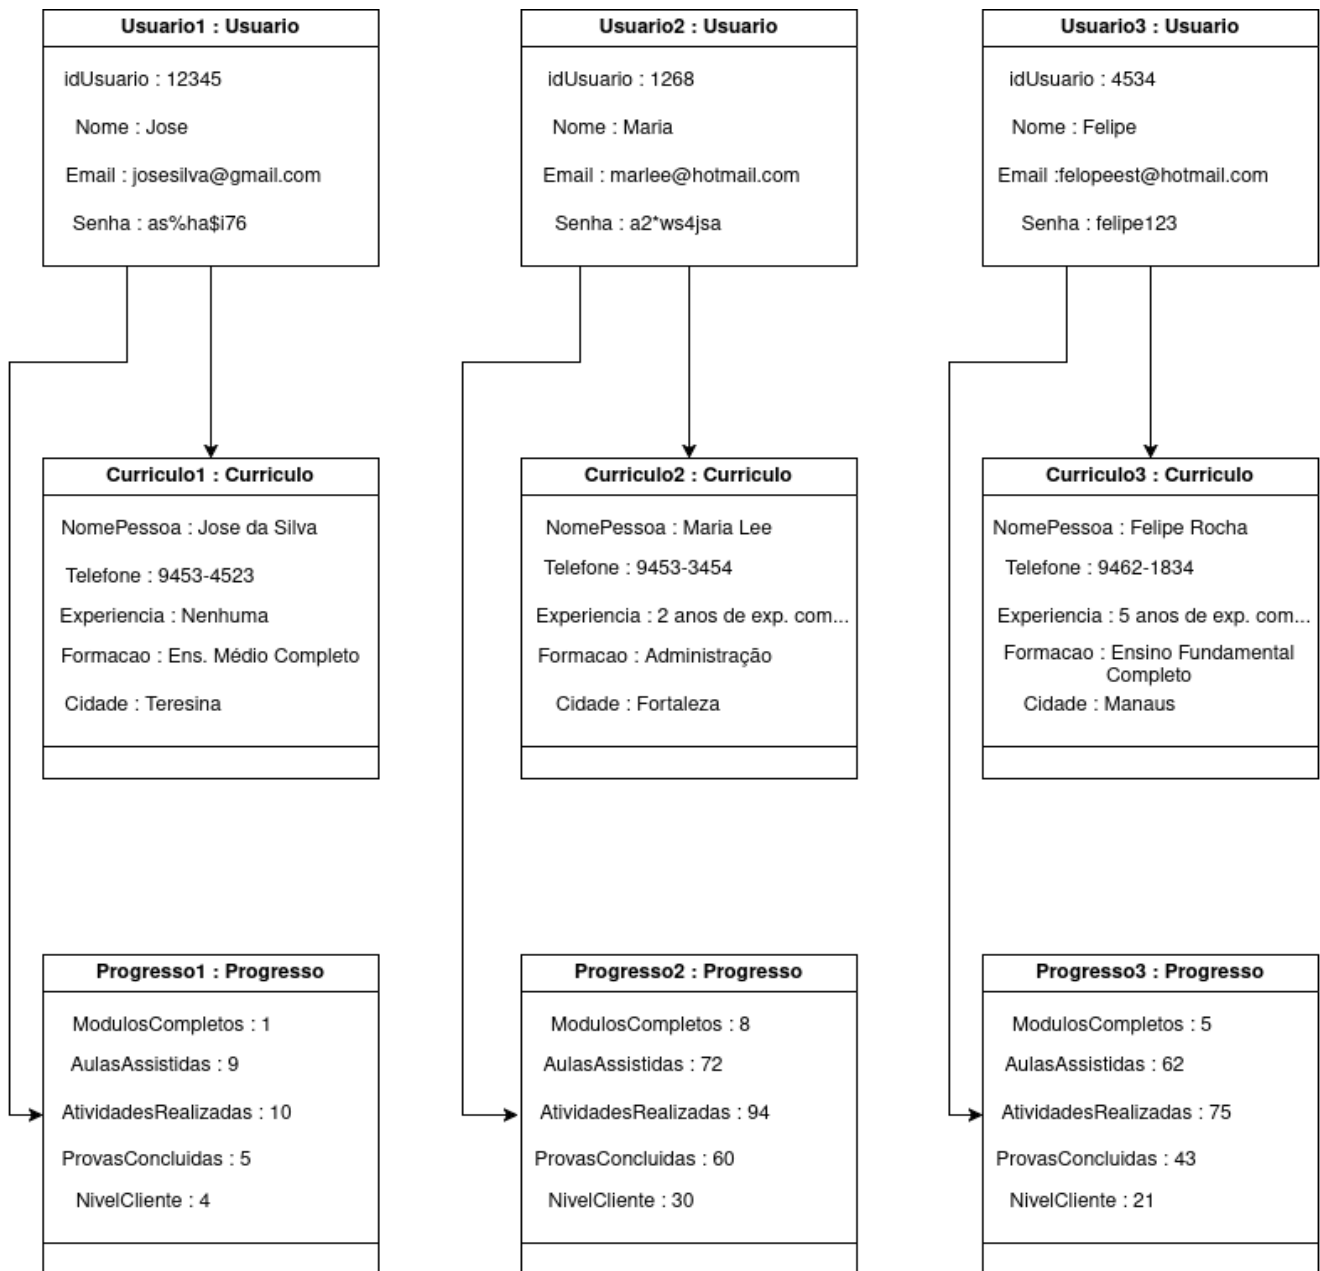 Usuario1 : Usuario
idUsuario : 12345
Nome : Jose
Email : josesilva@gmail.com
Senha : as%ha$i76
Usuario2 : Usuario
idUsuario : 1268
Nome : Maria
Email : marlee@hotmail.com
Senha : a2*ws4jsa
Usuario3 : Usuario
idUsuario : 4534
Nome : Felipe
Email :felopeest@hotmail.com
Senha : felipe123
Curriculo1 : Curriculo
NomePessoa : Jose da Silva
Telefone : 9453-4523
Experiencia : Nenhuma
Formacao : Ens. Médio Completo
Cidade : Teresina
Curriculo2 : Curriculo
NomePessoa : Maria Lee
Telefone : 9453-3454
Experiencia : 2 anos de exp. com...
Formacao : Administração
Cidade : Fortaleza
Curriculo3 : Curriculo
NomePessoa : Felipe Rocha
Telefone : 9462-1834
Experiencia : 5 anos de exp. com...
Formacao : Ensino Fundamental
Completo
Cidade : Manaus
Progresso1 : Progresso
ModulosCompletos : 1
AulasAssistidas : 9
AtividadesRealizadas : 10
ProvasConcluidas : 5
NivelCliente : 4
Progresso2 : Progresso
ModulosCompletos : 8
AulasAssistidas : 72
AtividadesRealizadas : 94
ProvasConcluidas : 60
NivelCliente : 30
Progresso3 : Progresso
ModulosCompletos : 5
AulasAssistidas : 62
AtividadesRealizadas : 75
ProvasConcluidas : 43
NivelCliente : 21